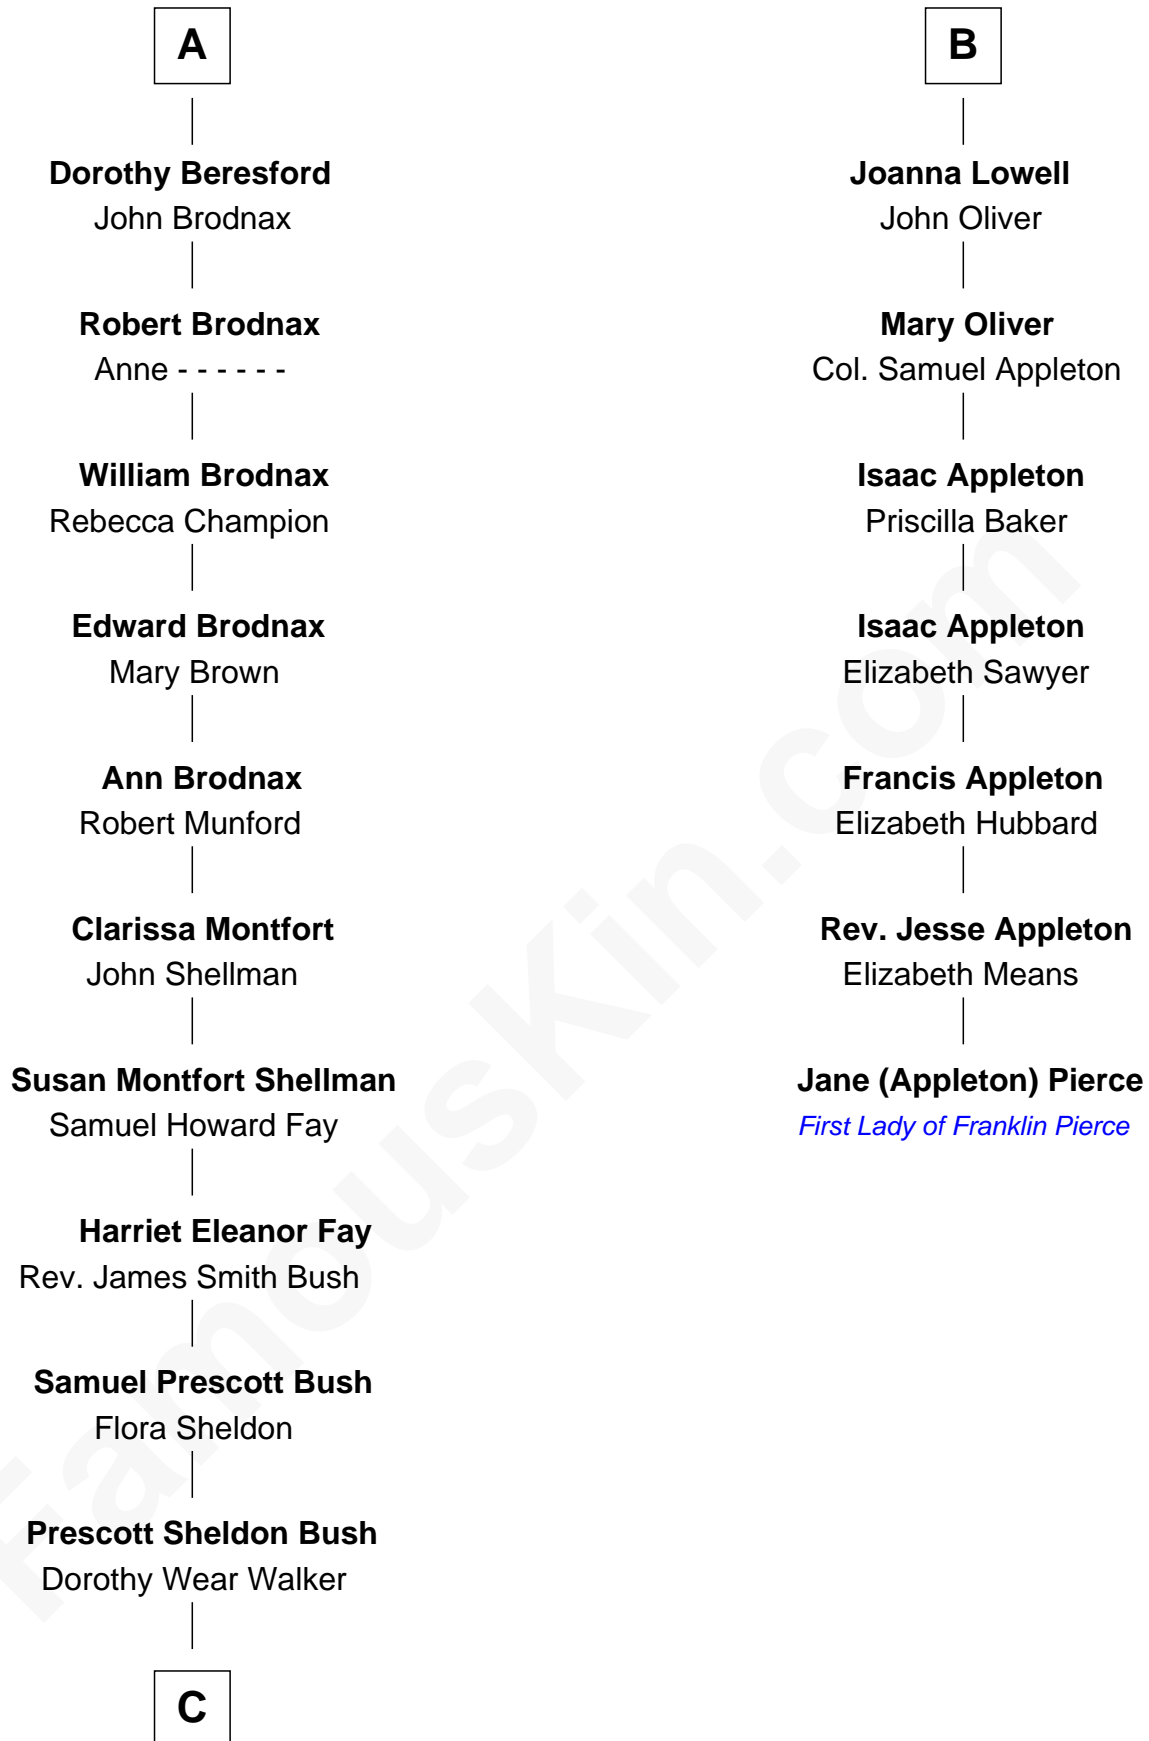 A
Dorothy Beresford
John Brodnax
Robert Brodnax
Anne - - - - - -
William Brodnax
Rebecca Champion
Edward Brodnax
Mary Brown
Ann Brodnax
Robert Munford
Clarissa Montfort
John Shellman
Susan Montfort Shellman
Samuel Howard Fay
Harriet Eleanor Fay
Rev. James Smith Bush
Samuel Prescott Bush
Flora Sheldon
Prescott Sheldon Bush
Dorothy Wear Walker
C
B
Joanna Lowell
John Oliver
Mary Oliver
Col. Samuel Appleton
Isaac Appleton
Priscilla Baker
Isaac Appleton
Elizabeth Sawyer
Francis Appleton
Elizabeth Hubbard
Rev. Jesse Appleton
Elizabeth Means
Jane (Appleton) Pierce
First Lady of Franklin Pierce
FamousKin.com